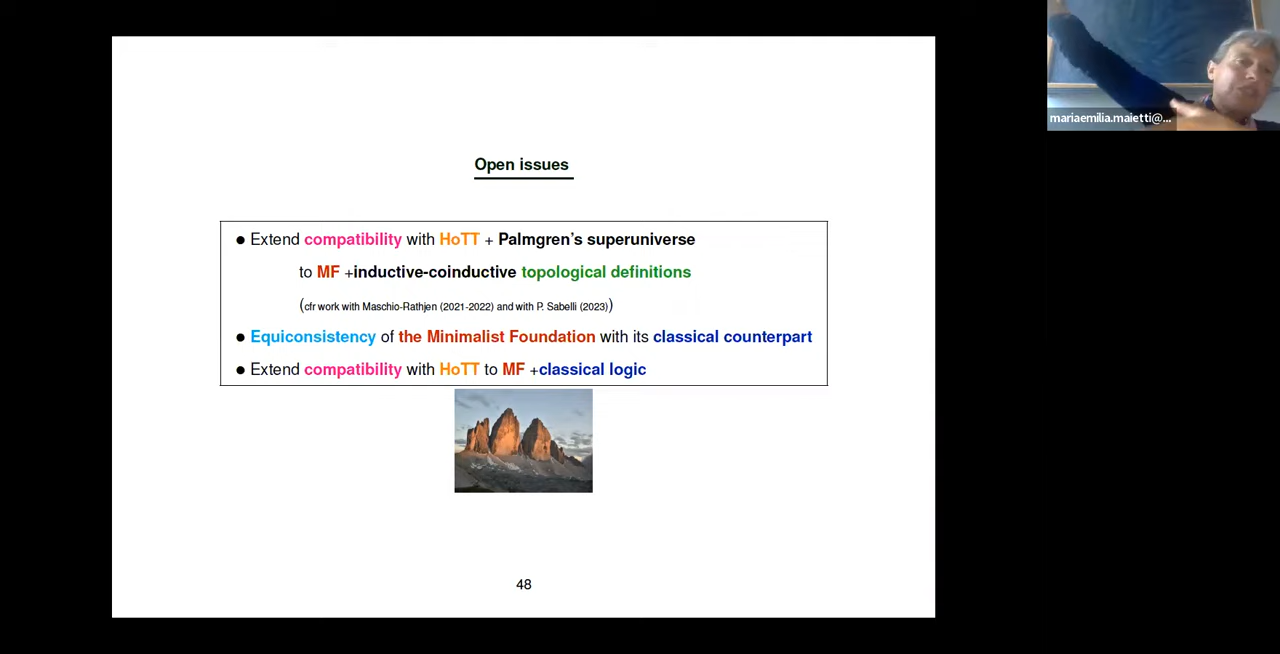 mariaemilia.maietti@...
Open issues
● Extend compatibility with HoTT + Palmgren's superuniverse
to MF +inductive-coinductive topological definitions
(cfr work with Maschio-Rathjen (2021-2022) and with P. Sabelli (2023))
● Equiconsistency of the Minimalist Foundation with its classical counterpart
● Extend compatibility with HoTT to MF +classical logic
48